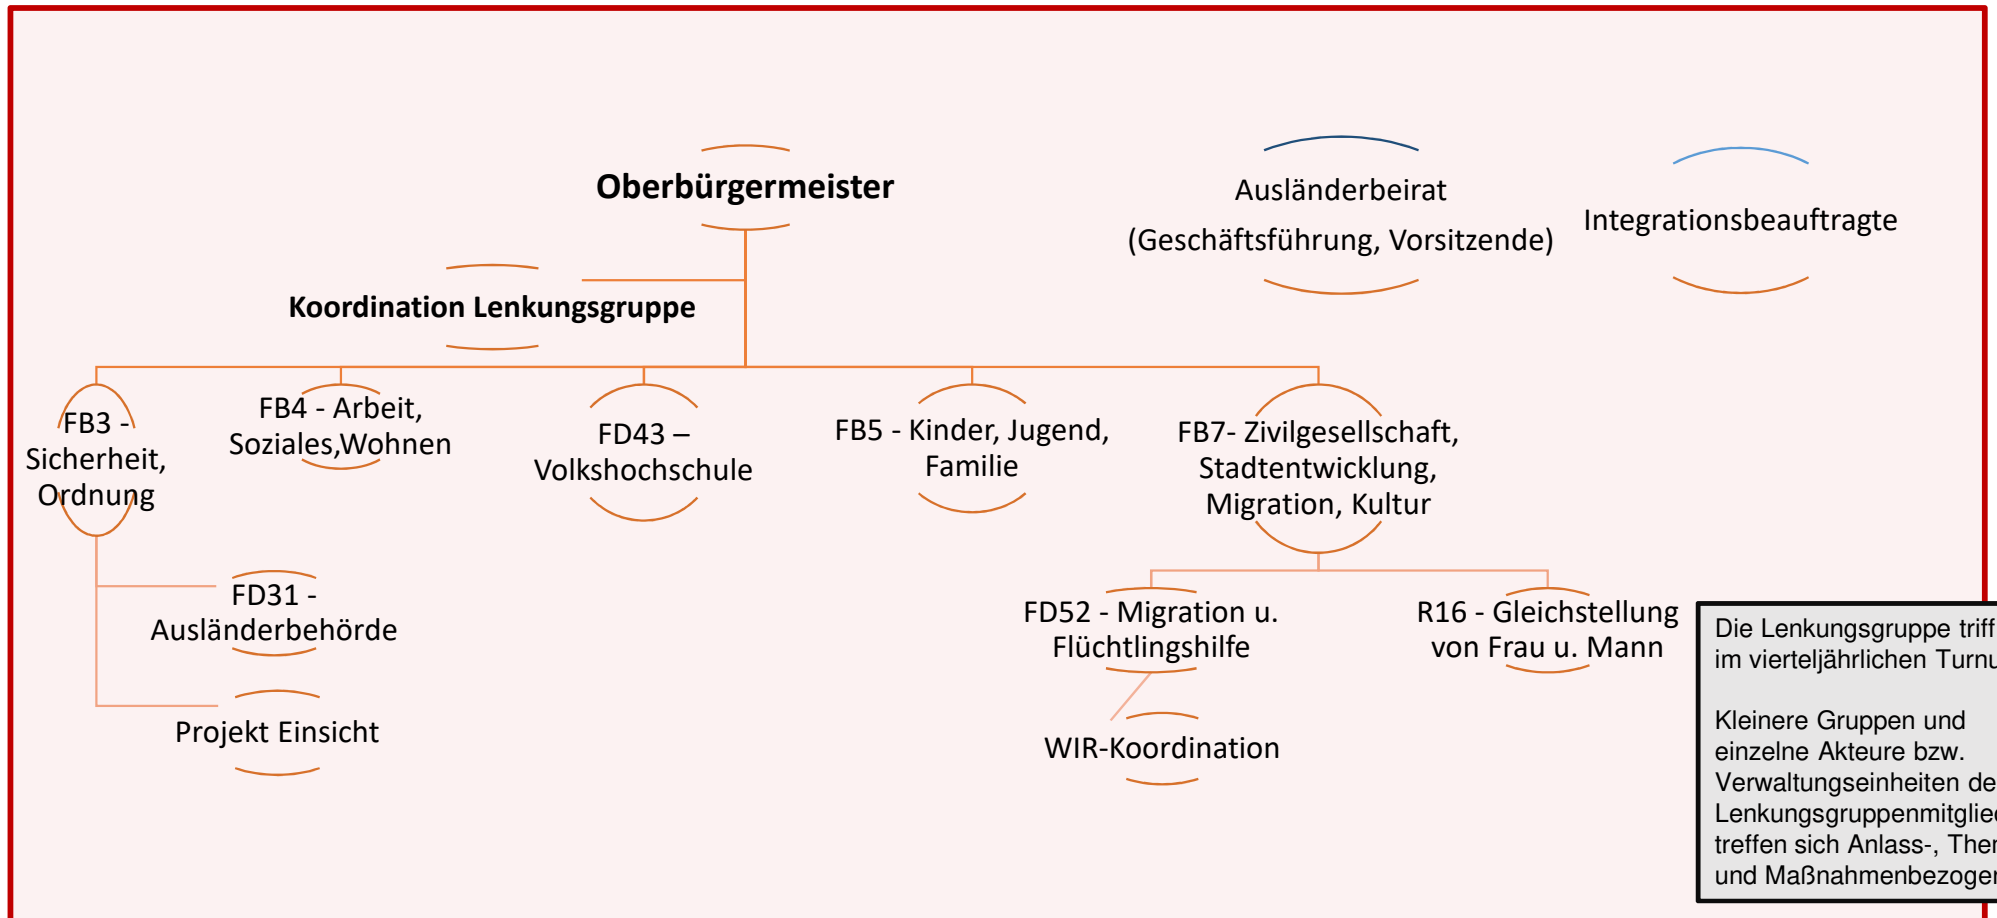 Oberbürgermeister
Ausländerbeirat
(Geschäftsführung, Vorsitzende)
Integrationsbeauftragte
Koordination Lenkungsgruppe
FB3 -
Sicherheit,
Ordnung
FB4 - Arbeit,
Soziales,Wohnen
FD43 –
Volkshochschule
FB5 - Kinder, Jugend,
Familie
FB7- Zivilgesellschaft,
Stadtentwicklung,
Migration, Kultur
FD31 -
Ausländerbehörde
Projekt Einsicht
FD52 - Migration u.
Flüchtlingshilfe
R16 - Gleichstellung
von Frau u. Mann
WIR-Koordination
Die Lenkungsgruppe
im vierteljährlichen
Kleinere Gruppen und
einzelne Akteure bzw.
Verwaltungseinheiten
treffen sich Anlass-,
und